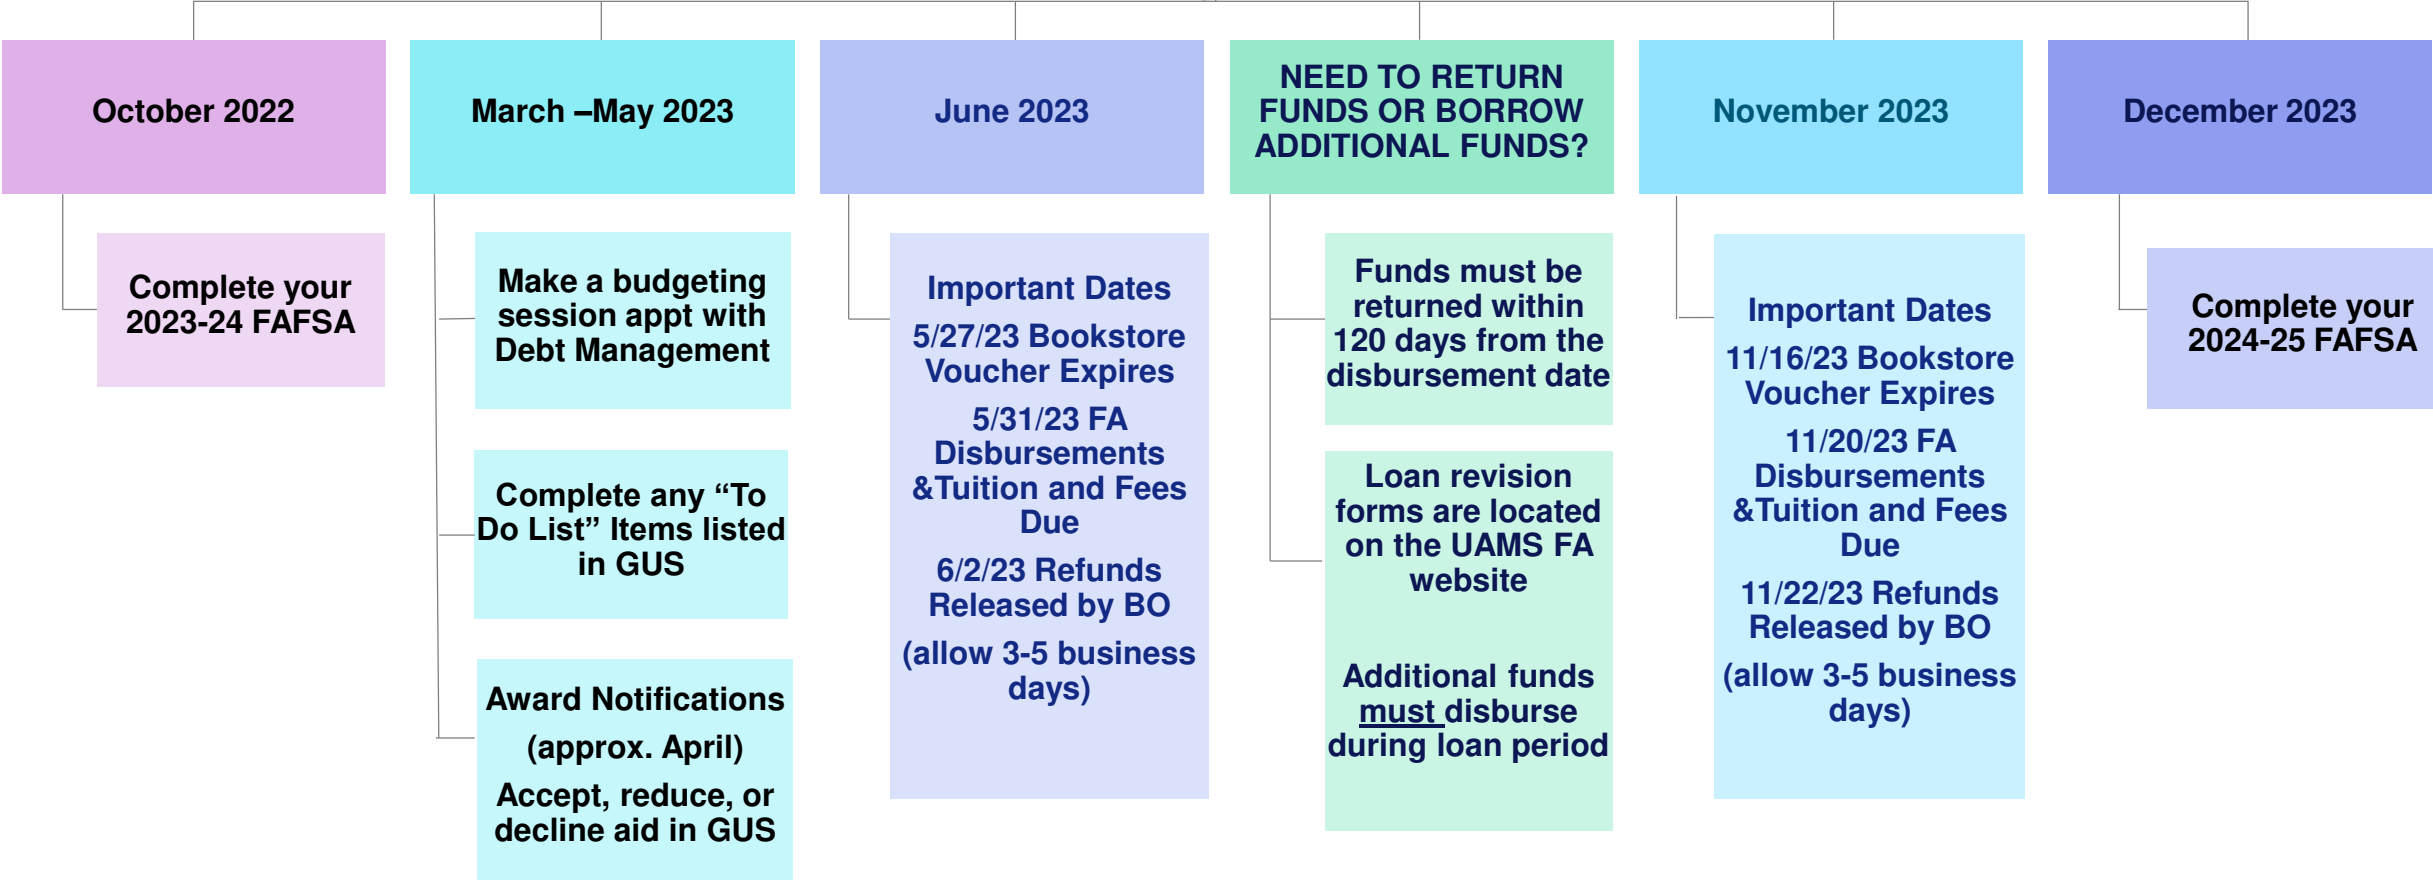 October 2022
Complete your
2023-24 FAFSA
March –May 2023
Make a budgeting
session appt with
Debt Management
Complete any “To
Do List” Items listed
in GUS
Award Notifications
(approx. April)
Accept, reduce, or
decline aid in GUS
June 2023
Important Dates
5/27/23 Bookstore
Voucher Expires
5/31/23 FA
Disbursements
&Tuition and Fees
Due
6/2/23 Refunds
Released by BO
(allow 3-5 business
days)
NEED TO RETURN
FUNDS OR BORROW
ADDITIONAL FUNDS?
Funds must be
returned within
120 days from the
disbursement date
Loan revision
forms are located
on the UAMS FA
website
Additional funds
must disburse
during loan period
November 2023
Important Dates
11/16/23 Bookstore
Voucher Expires
11/20/23 FA
Disbursements
&Tuition and Fees
Due
11/22/23 Refunds
Released by BO
(allow 3-5 business
days)
December 2023
Complete your
2024-25 FAFSA